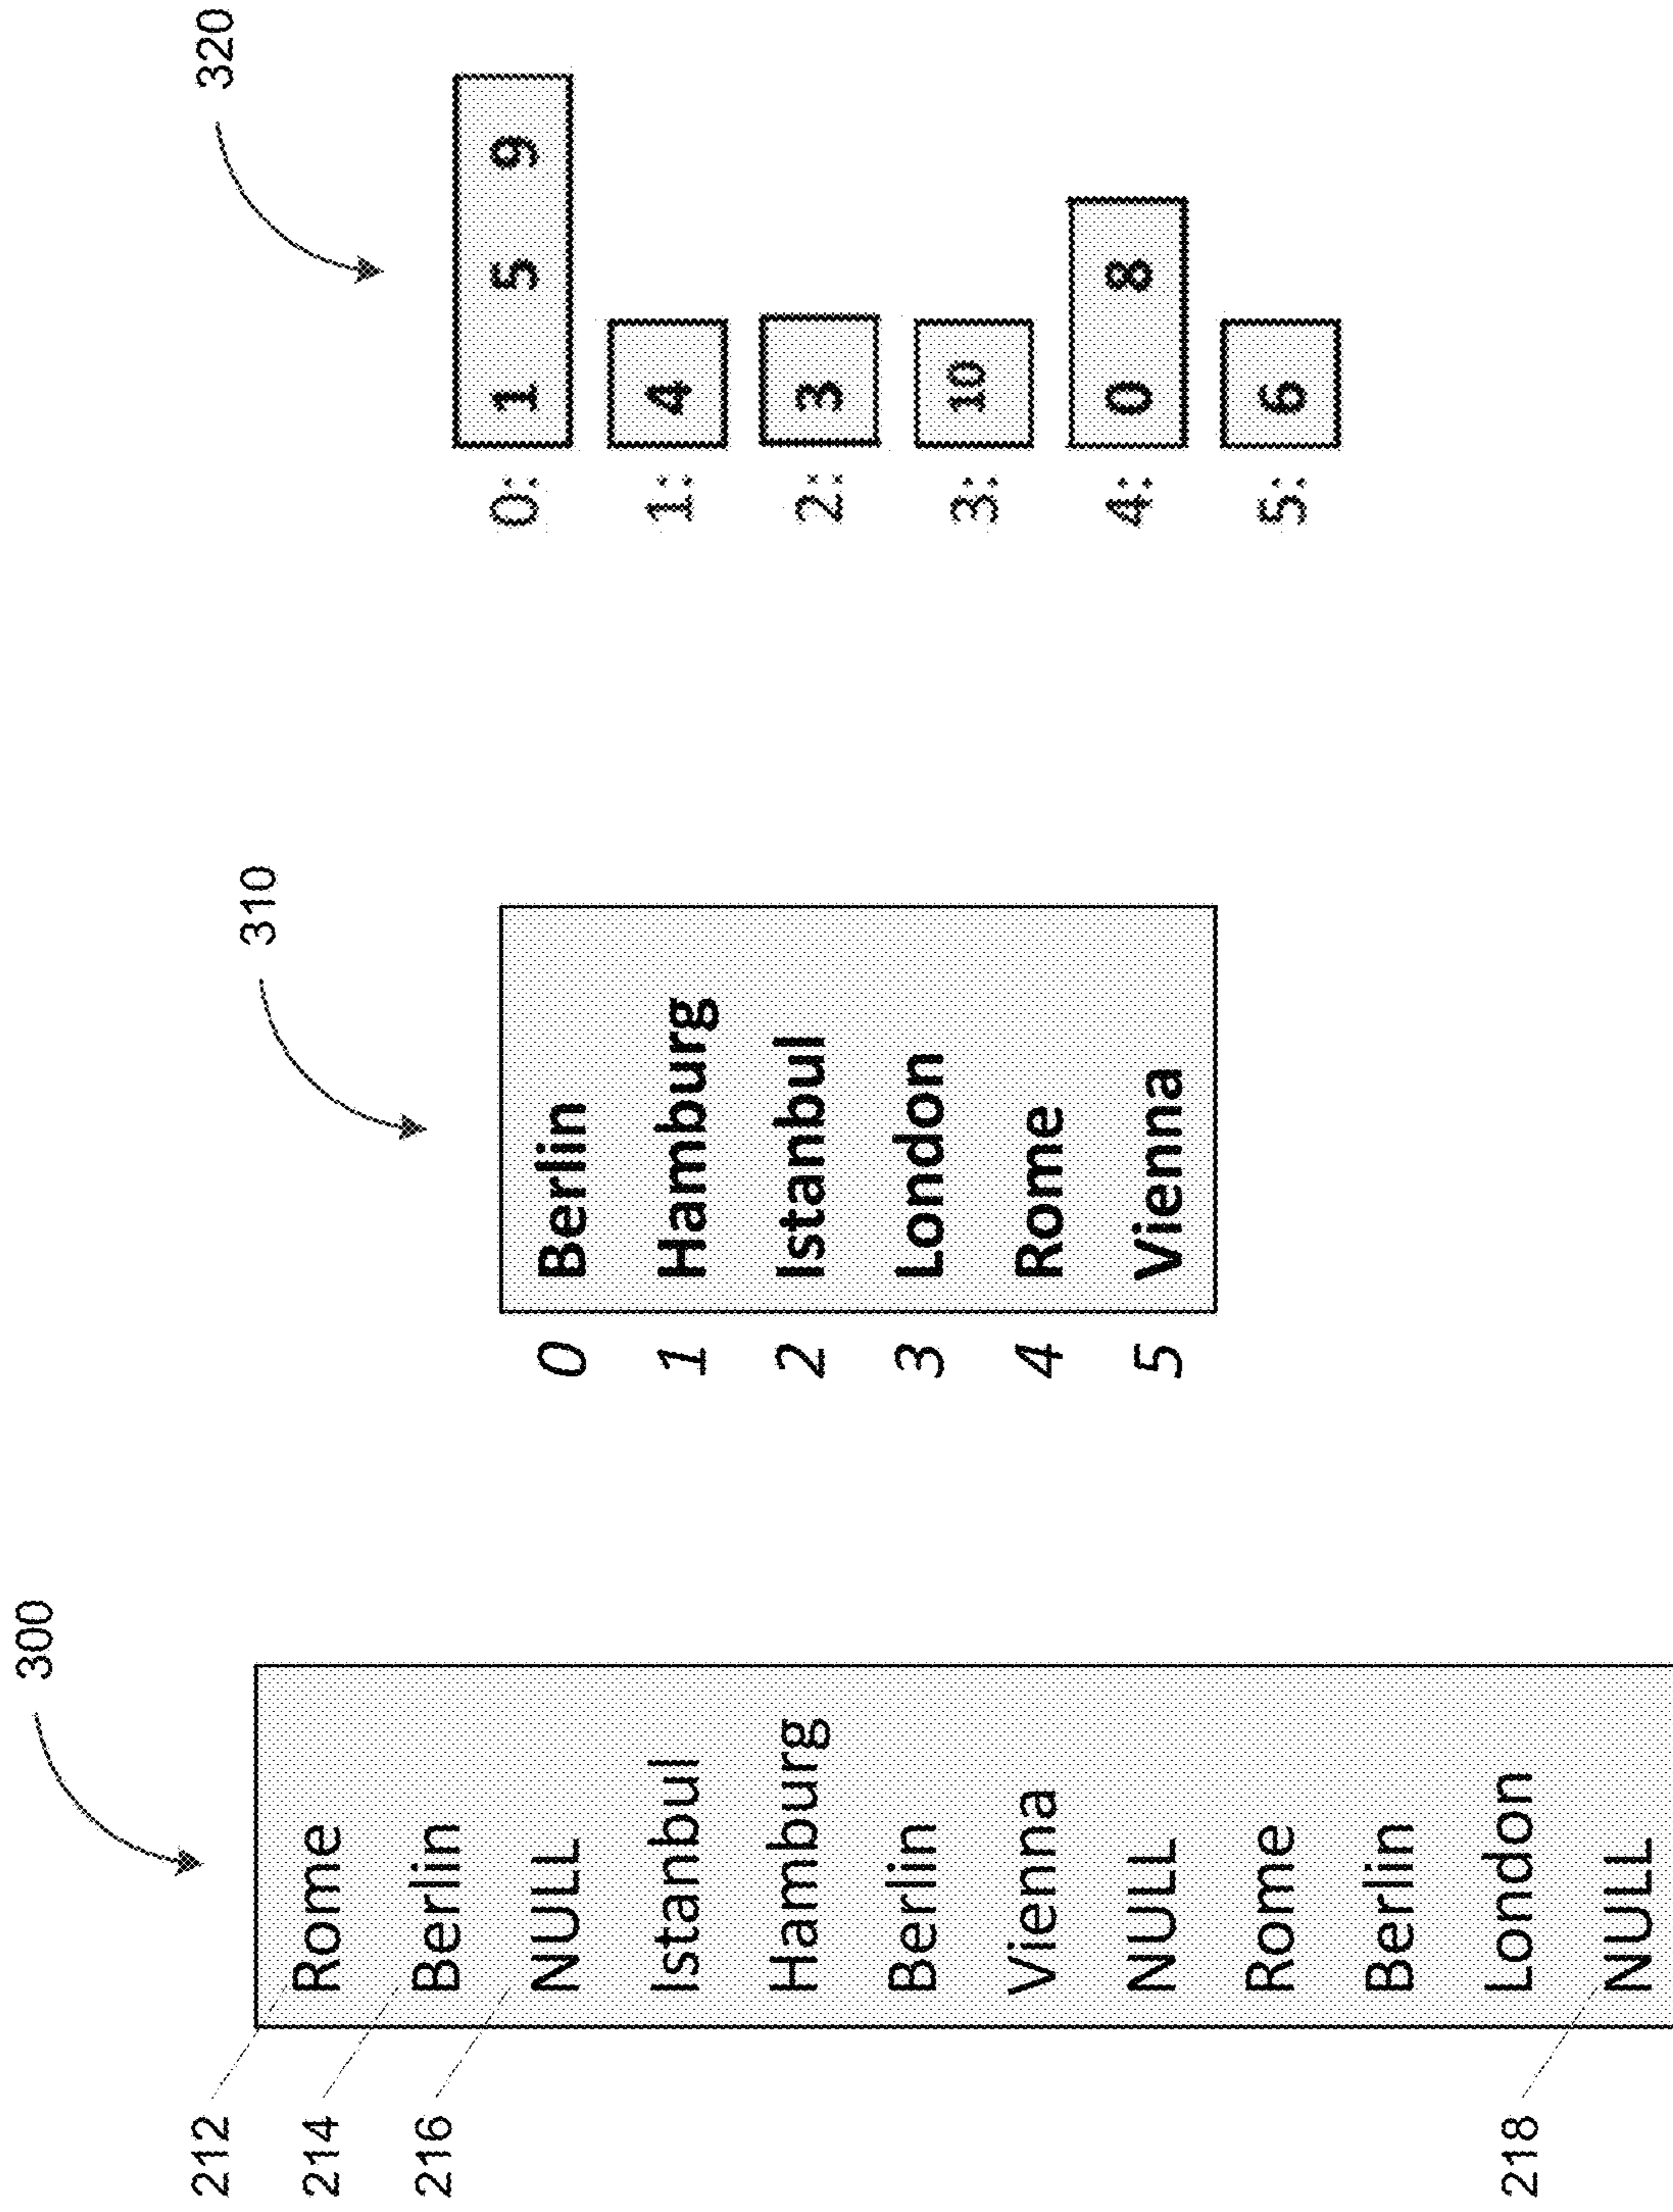 300
212
Rome
214
Berlin
216
NULL
Istanbul
Hamburg
Berlin
Vienna
NULL
Rome
Berlin
London
218
NULL
310
0 Berlin
1 Hamburg
2 Istanbul
3 London
4 Rome
5 Vienna
320
0: 1 5 9
1: 4
2: 3
3: 10
4: 0 8
5: 6